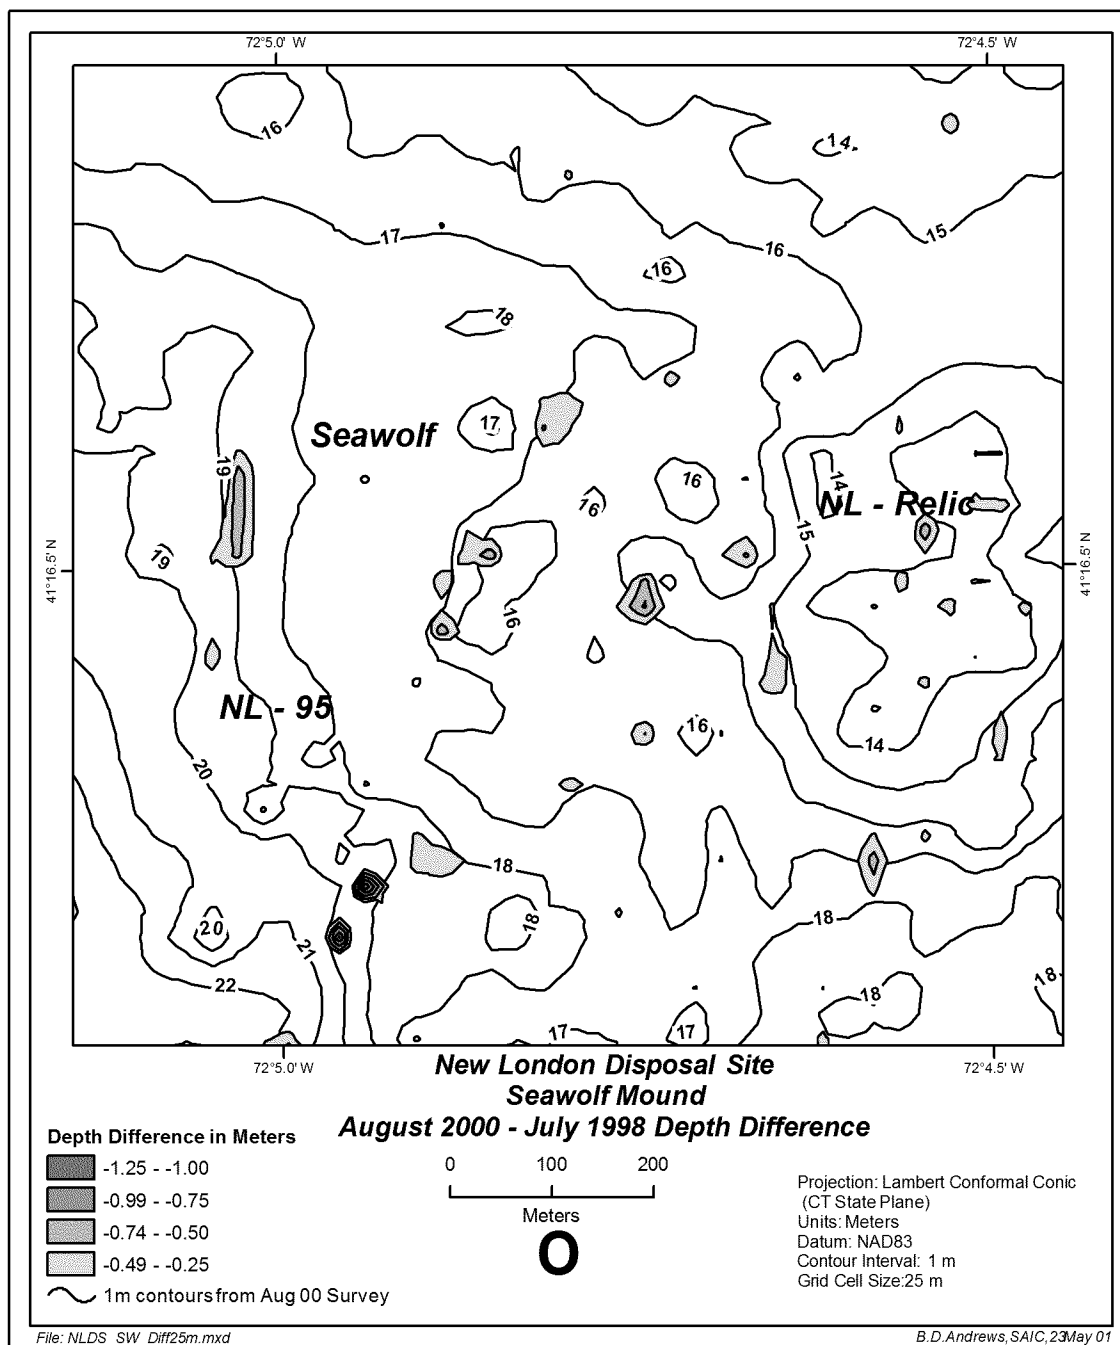 72°5.0' W
72°4.5' W
16
14
15
17
16
16
18
17
Seawolf
19
16
14
NL - Relic
16
15
19
41°16.5' N
41°16.5' N
16
NL - 95
16
14
20
18
18
18
20
21
22
18
18
17
17
72°5.0' W
72°4.5' W
New London Disposal Site
Seawolf Mound
August 2000 - July 1998 Depth Difference
Depth Difference in Meters
-1.25 - -1.00
-0.99 - -0.75
-0.74 - -0.50
-0.49 - -0.25
1m contours from Aug 00 Survey
0 100 200
Meters
O
Projection: Lambert Conformal Conic
(CT State Plane)
Units: Meters
Datum: NAD83
Contour Interval: 1 m
Grid Cell Size:25 m
File: NLDS_SW_Diff25m.mxd
B.D.Andrews,SAIC,23May 01